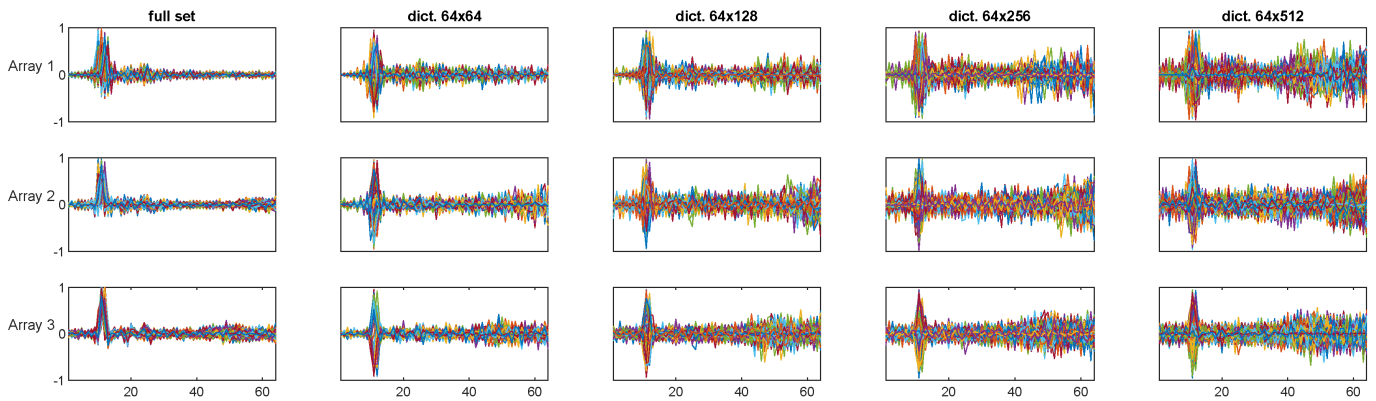 full set dict. 64x64 dict. 64x128 dict. 64x256 dict. 64x512
1
Array 1 0
-1
1
Array 2 0
-1
1
Array 3 0
-1
20 40 60 20 40 60 20 40 60 20 40 60 20 40 60